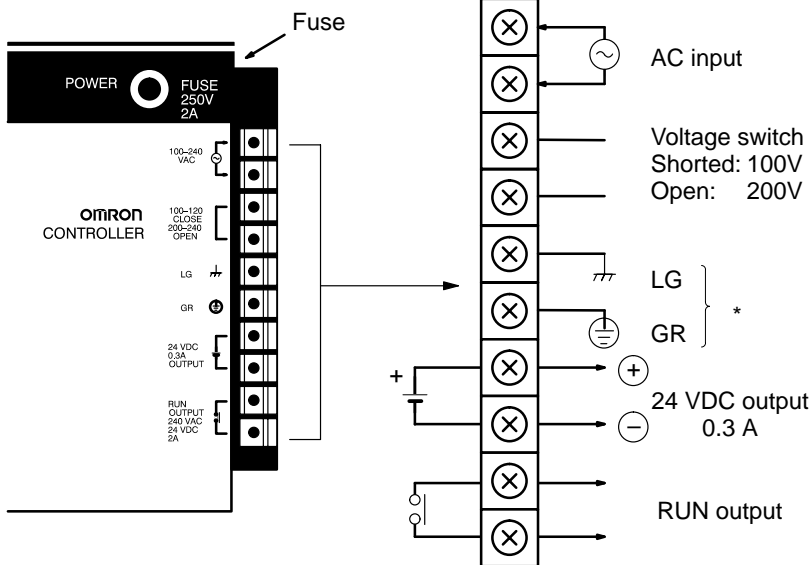 Fuse
POWER
FUSE
250V
2A
100–240
VAC
OMRON
CONTROLLER
100–120
CLOSE
200–240
OPEN
LG
GR
24 VDC
0.3A
OUTPUT
RUN
OUTPUT
240 VAC
24 VDC
2A
AC input
Voltage switch
Shorted: 100V
Open: 200V
LG
GR
*
+
+
−
24 VDC output
0.3 A
RUN output